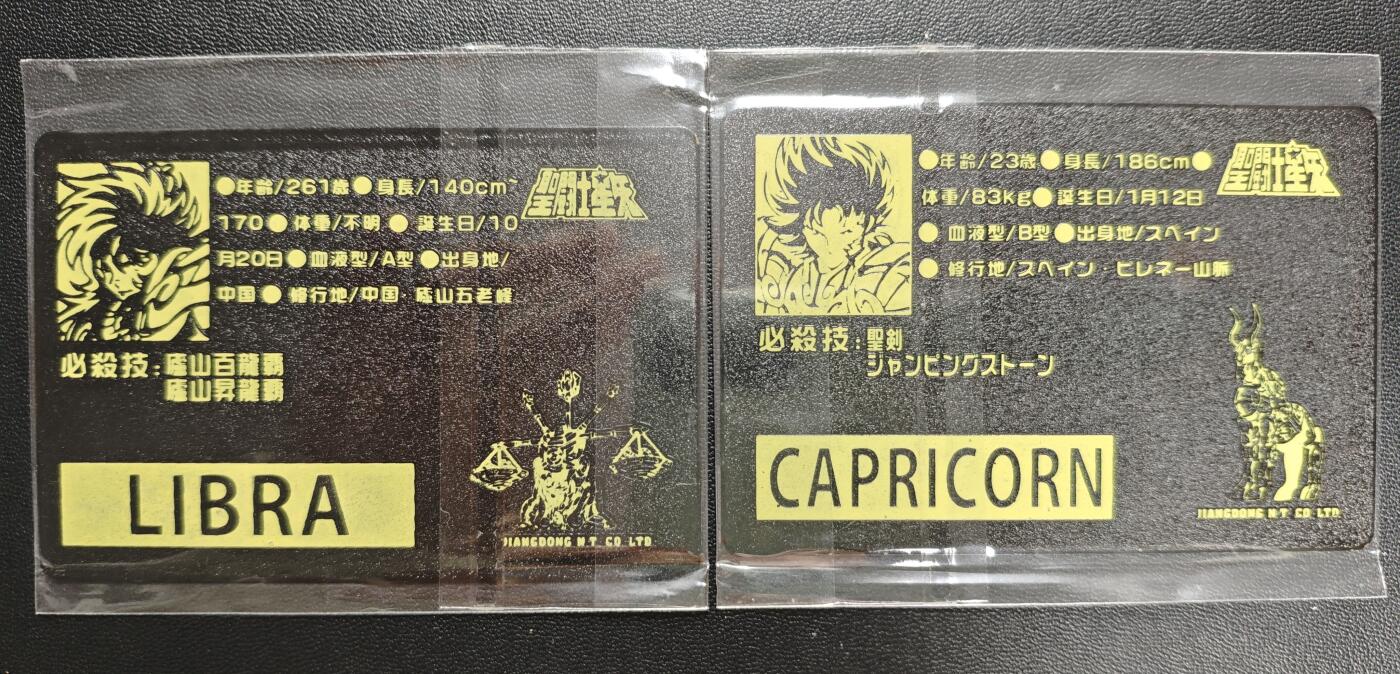 ●年齢/261歳●身長/140cm~
170●体重/不明●誕生日/10
月20日●血液型/A型●出身地/
中国●修行地/中国·廬山五老峰
聖闘士星矢
必殺技:廬山百龍覇
廬山昇龍覇
LIBRA
JIANGDONG N T CO LTD
●年齢/23歳●身長/186cm●
体重/83Kg●誕生日/1月12日
●血液型/B型●出身地/スペイン
●修行地/スペイン·ピレネー山脈
聖闘士星矢
必殺技:聖剣
ジャンピングストーン
CAPRICORN
JIANGDONG N T CO LTD